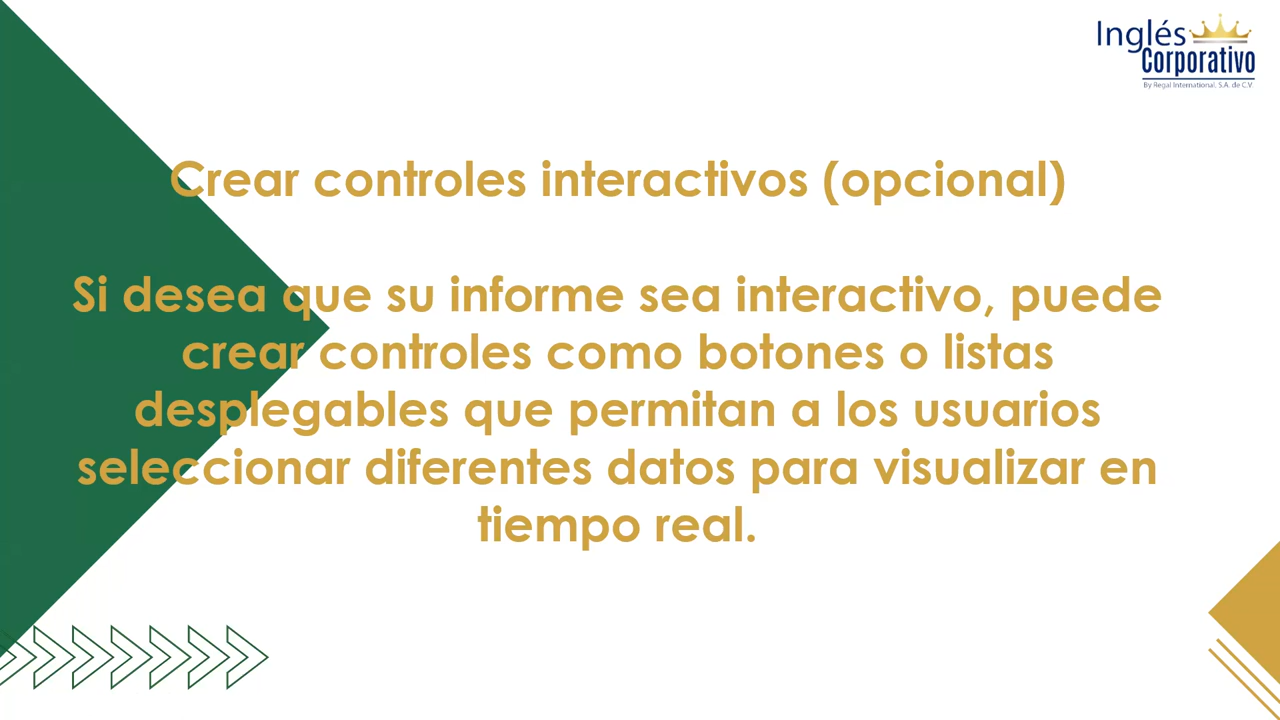 Inglés
Corporativo
By Regal International, S.A. de C.V.
Crear controles interactivos (opcional)
Si desea que su informe sea interactivo, puede
crear controles como botones o listas
desplegables que permitan a los usuarios
seleccionar diferentes datos para visualizar en
tiempo real.